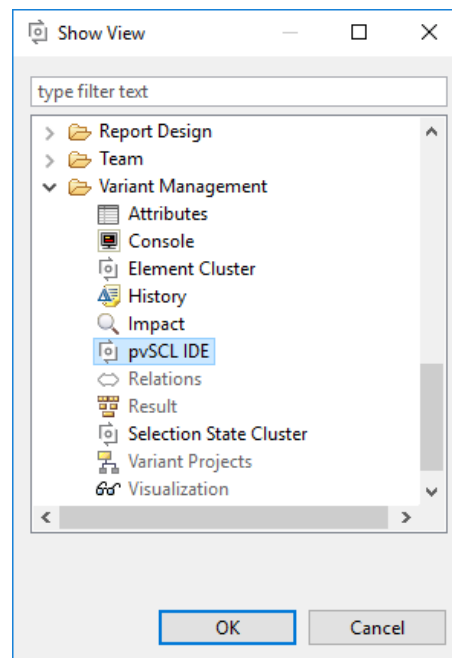 Show View
type filter text
Report Design
Team
Variant Management
Attributes
Console
Element Cluster
History
Impact
pvSCL IDE
Relations
Result
Selection State Cluster
Variant Projects
Visualization
OK
Cancel